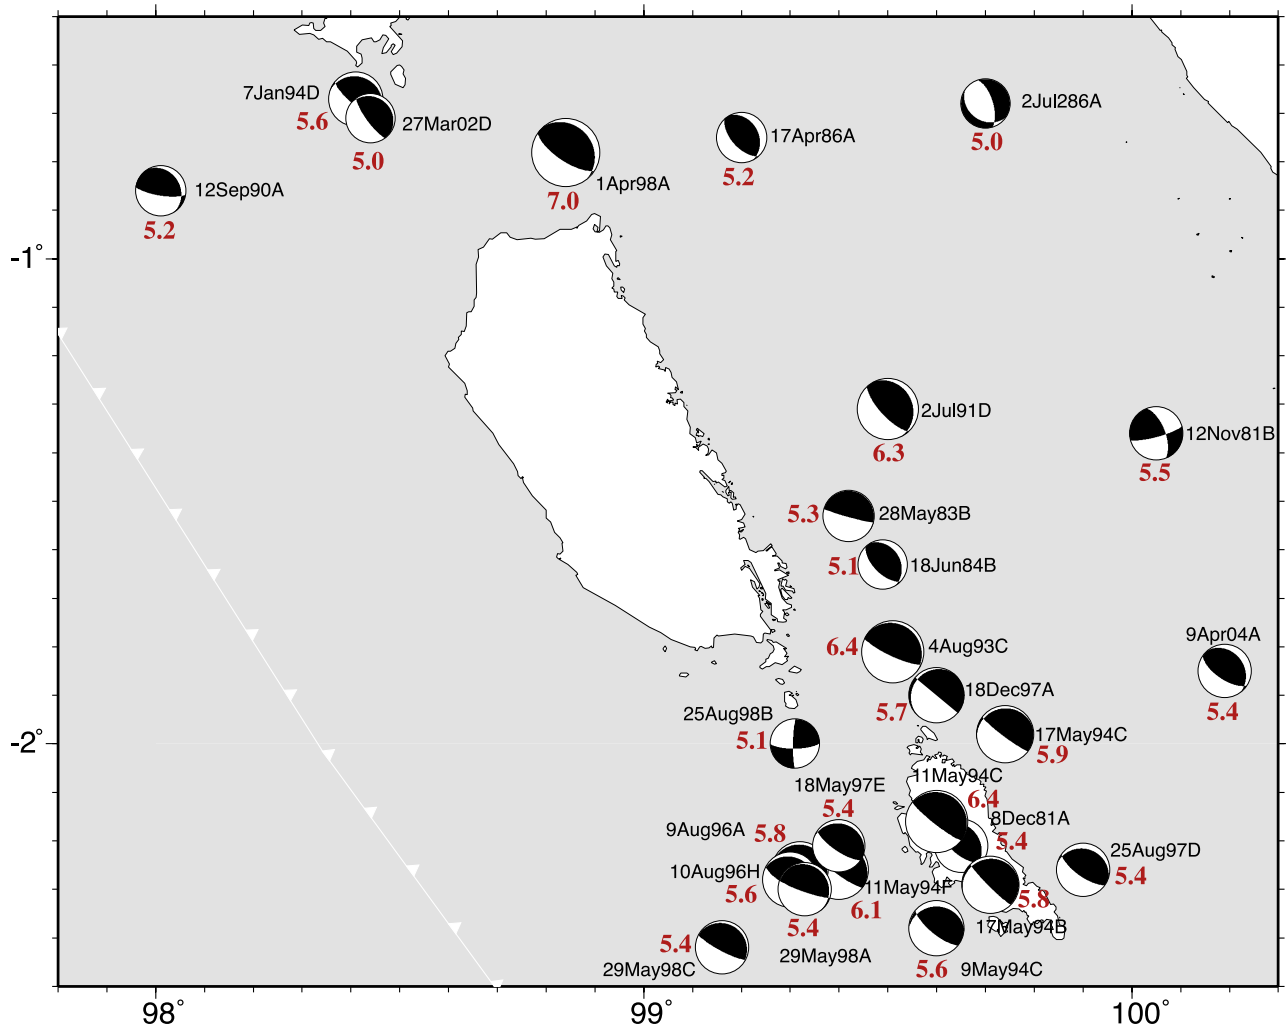 7Jan94D
5.6
27Mar02D
5.0
12Sep90A
5.2
1Apr98A
7.0
17Apr86A
5.2
2Jul286A
5.0
-1°
2Jul91D
6.3
12Nov81B
5.5
5.3
28May83B
5.1
18Jun84B
6.4
4Aug93C
9Apr04A
5.4
18Dec97A
5.7
25Aug98B
5.1
17May94C
5.9
-2°
18May97E
5.4
11May94C
6.4
9Aug96A
5.8
8Dec81A
5.4
10Aug96H
5.6
11May94F
6.1
25Aug97D
5.4
5.8
17May94B
5.4
29May98A
5.4
29May98C
5.6
9May94C
98°
99°
100°